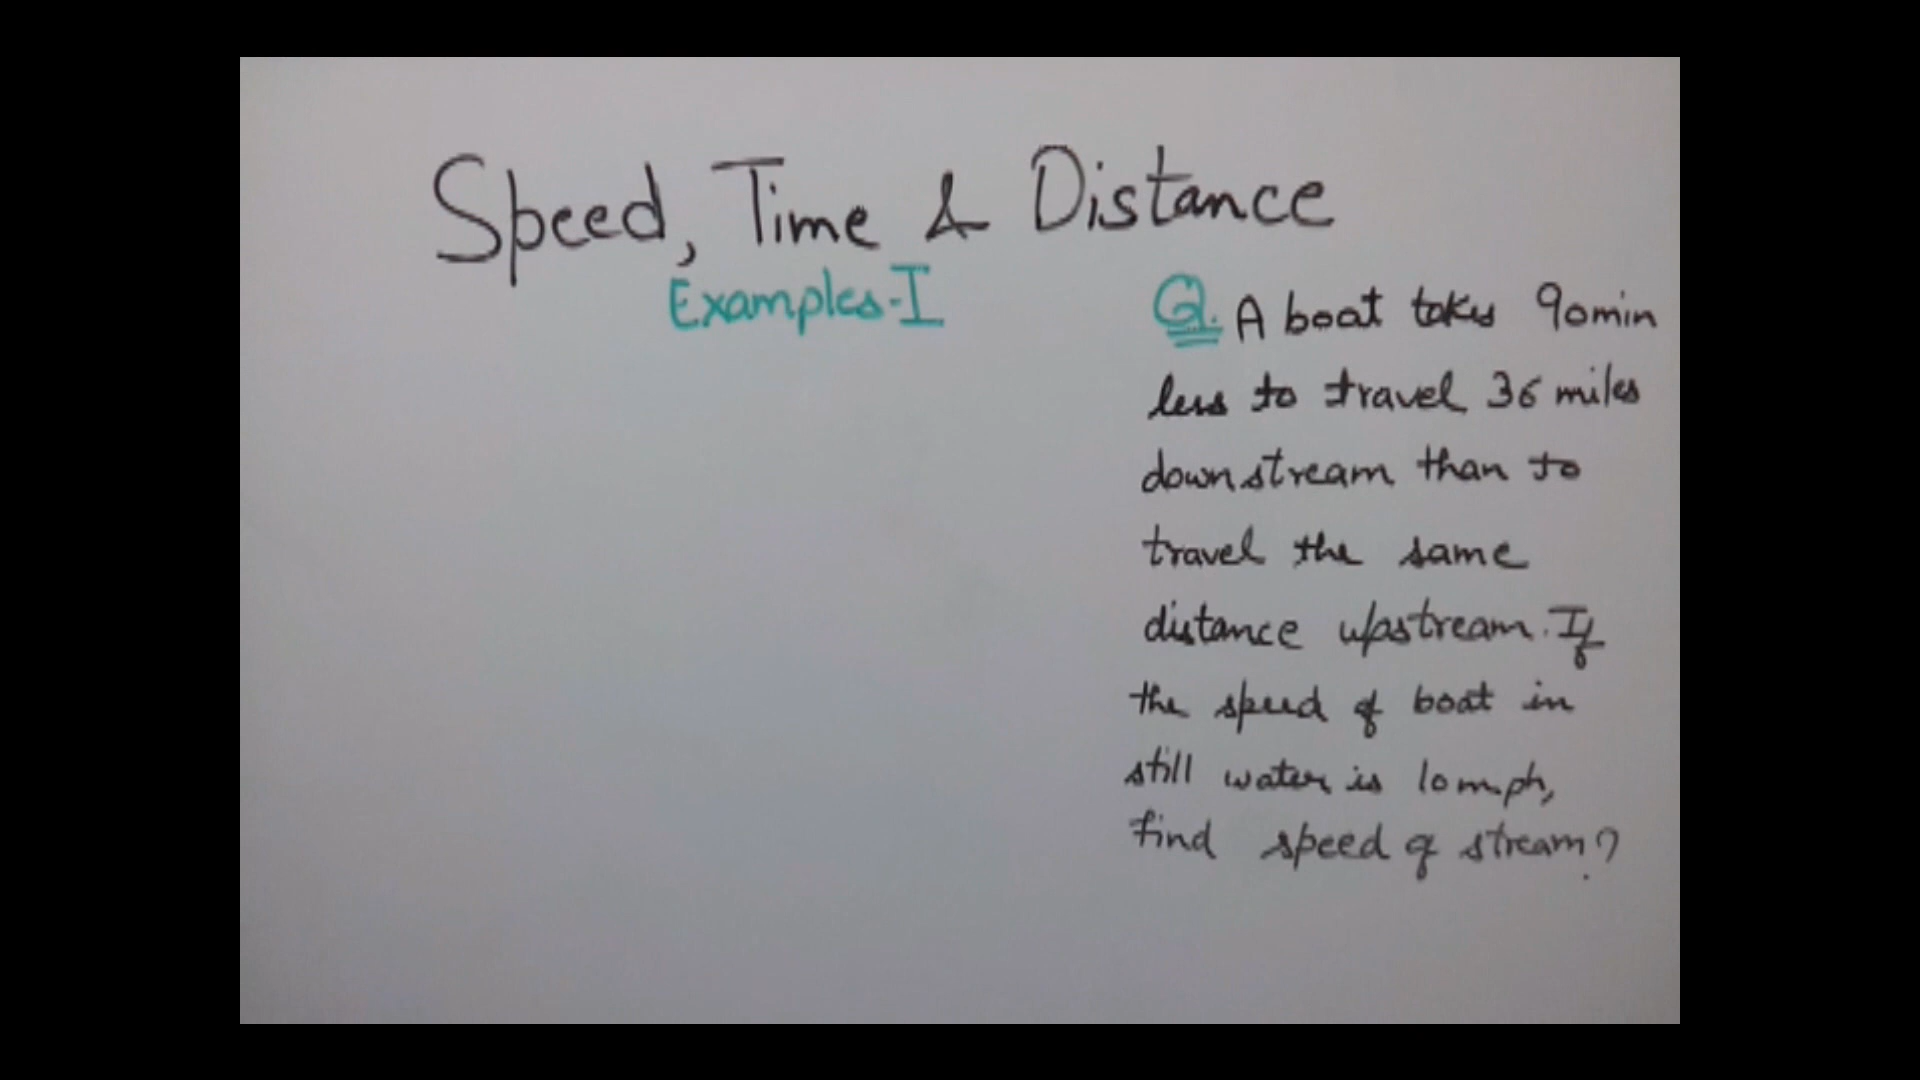 Speed, Time & Distance
Examples-I
Q. A boat takes 90min
less to travel 36 miles
downstream than to
travel the same
distance upstream. If
the speed of boat in
still water is 10mph,
find speed of stream?